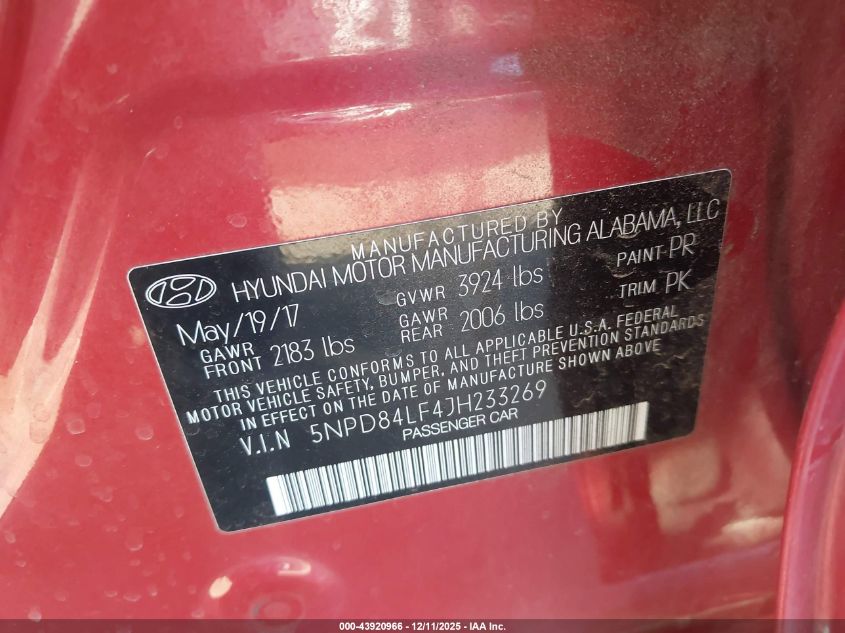 MANUFACTURED BY
HYUNDAI MOTOR MANUFACTURING ALABAMA, LLC
May/19/17 GVWR 3924 lbs PAINT PR
GAWR FRONT 2183 lbs GAWR REAR 2006 lbs TRIM PK
THIS VEHICLE CONFORMS TO ALL APPLICABLE U.S.A. FEDERAL
MOTOR VEHICLE SAFETY, BUMPER, AND THEFT PREVENTION STANDARDS
IN EFFECT ON THE DATE OF MANUFACTURE SHOWN ABOVE
V.I.N 5NPD84LF4JH233269
PASSENGER CAR
000-43920966 - 12/11/2025 - IAA Inc.